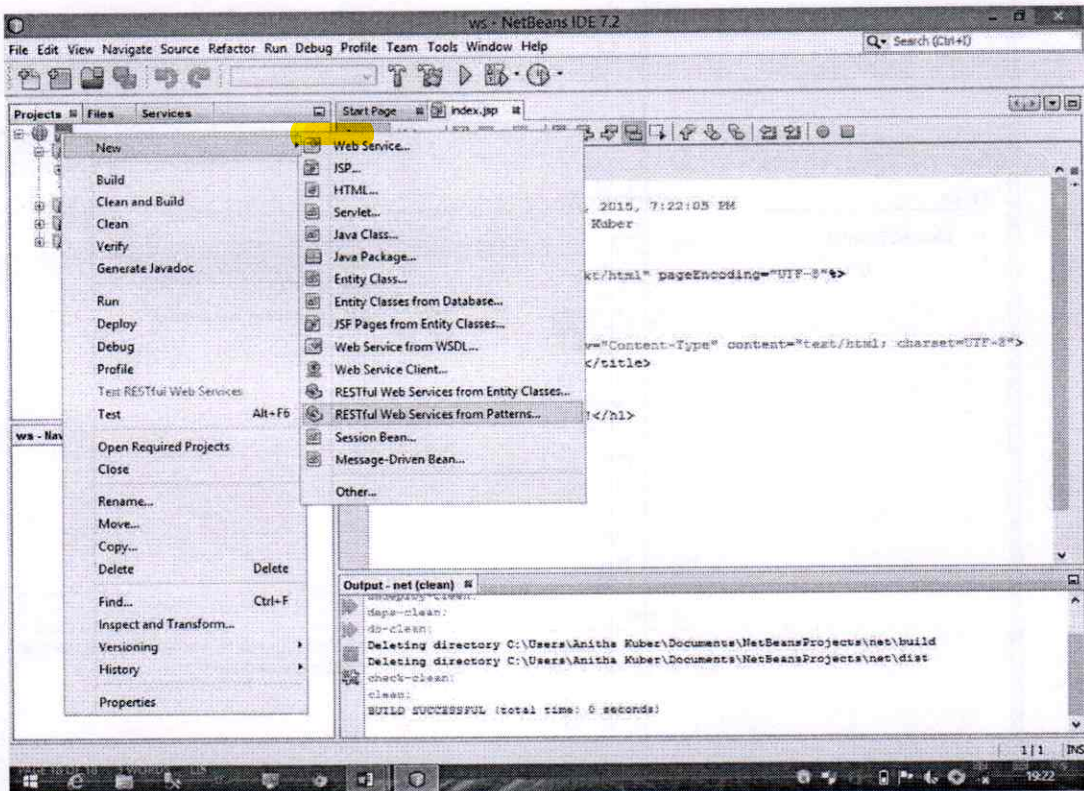 ws - NetBeans IDE 7.2
File Edit View Navigate Source Refactor Run Debug Profile Team Tools Window Help
Search (Ctrl+I)
Projects Files Services
Start Page index.jsp
New
Build
Clean and Build
Clean
Verify
Generate Javadoc
Run
Deploy
Debug
Profile
Test RESTful Web Services
Test Alt+F6
Open Required Projects
Close
Rename...
Move...
Copy...
Delete Delete
Find... Ctrl+F
Inspect and Transform...
Versioning
History
Properties
Web Service...
JSP...
HTML...
Servlet...
Java Class...
Java Package...
Entity Class...
Entity Classes from Database...
JSF Pages from Entity Classes...
Web Service from WSDL...
Web Service Client...
RESTful Web Services from Entity Classes...
RESTful Web Services from Patterns...
Session Bean...
Message-Driven Bean...
Other...
, 2015, 7:22:05 PM
Kuber
xt/html" pageEncoding="UTF-8"%>
v="Content-Type" content="text/html; charset=UTF-8">
</title>
!</h1>
ws - Nav
Output - net (clean)
undeploy-clean:
deps-clean:
do-clean:
Deleting directory C:\Users\Anitha Kuber\Documents\NetBeansProjects\net\build
Deleting directory C:\Users\Anitha Kuber\Documents\NetBeansProjects\net\dist
check-clean:
clean:
BUILD SUCCESSFUL (total time: 0 seconds)
1|1 INS
19:22